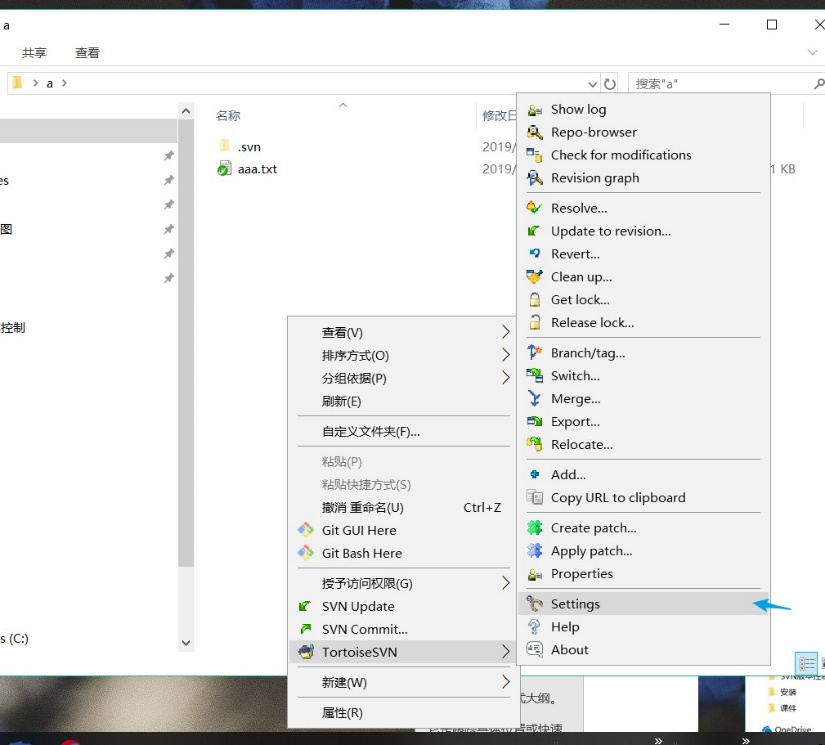 a
共享 查看
a
搜索"a"
名称
修改日
.svn
2019/
aaa.txt
2019/
1 KB
es
图
控制
s (C:)
查看(V)
排序方式(O)
分组依据(P)
刷新(E)
自定义文件夹(F)...
粘贴(P)
粘贴快捷方式(S)
撤消 重命名(U) Ctrl+Z
Git GUI Here
Git Bash Here
授予访问权限(G)
SVN Update
SVN Commit...
TortoiseSVN
新建(W)
属性(R)
Show log
Repo-browser
Check for modifications
Revision graph
Resolve...
Update to revision...
Revert...
Clean up...
Get lock...
Release lock...
Branch/tag...
Switch...
Merge...
Export...
Relocate...
Add...
Copy URL to clipboard
Create patch...
Apply patch...
Properties
Settings
Help
About
式大纲。
安装
课件
OneDrive